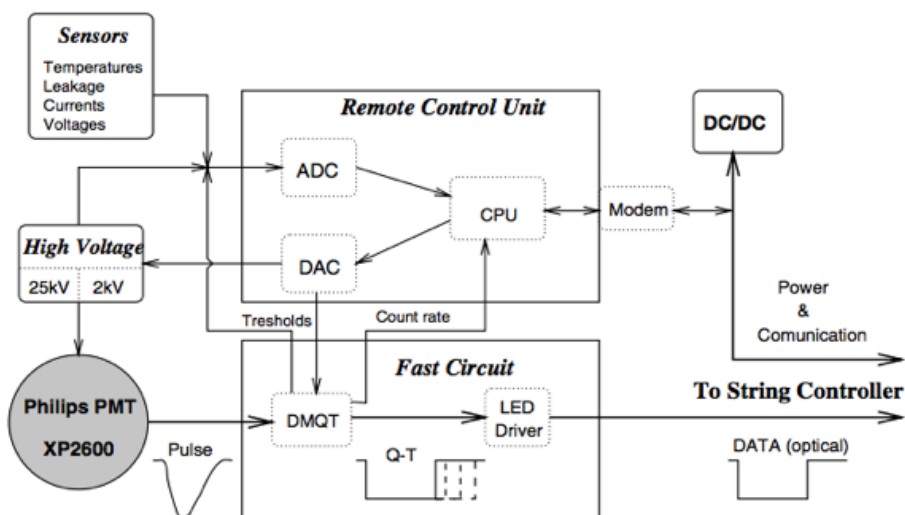 Sensors
Temperatures
Leakage
Currents
Voltages
Remote Control Unit
DC/DC
ADC
CPU
Modem
High Voltage
25kV 2kV
DAC
Tresholds
Count rate
Power
&
Comunication
Fast Circuit
To String Controller
Philips PMT
XP2600
DMQT
LED
Driver
Pulse
Q-T
DATA (optical)